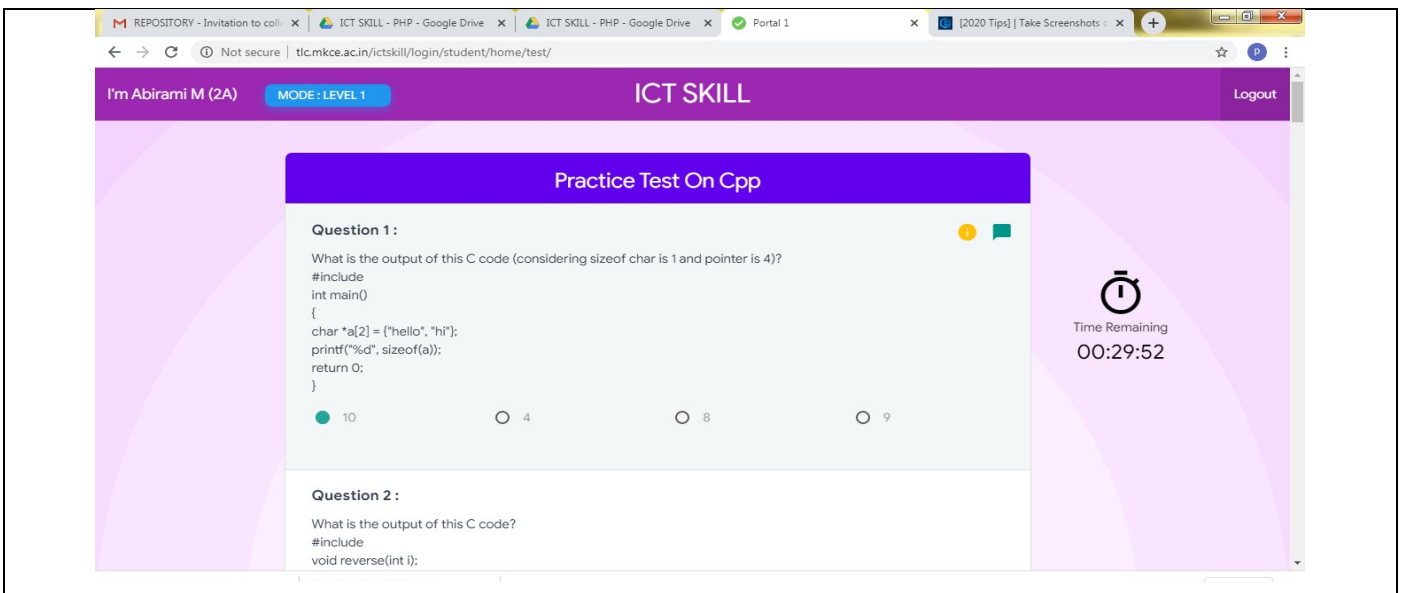 REPOSITORY - Invitation to colla
ICT SKILL - PHP - Google Drive
ICT SKILL - PHP - Google Drive
Portal 1
[2020 Tips] | Take Screenshots o
Not secure | tlc.mkce.ac.in/ictskill/login/student/home/test/
P
I'm Abirami M (2A)
MODE : LEVEL 1
ICT SKILL
Logout
Practice Test On Cpp
Question 1 :
What is the output of this C code (considering sizeof char is 1 and pointer is 4)?
#include
int main()
{
char *a[2] = {"hello", "hi"};
printf("%d", sizeof(a));
return 0;
}
10
4
8
9
Time Remaining
00:29:52
Question 2 :
What is the output of this C code?
#include
void reverse(int i);